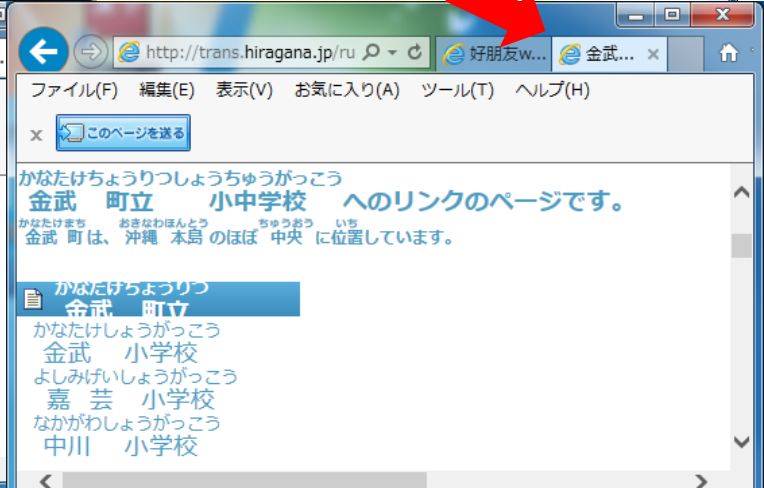 http://trans.hiragana.jp/ru
好朋友w...
金武...
ファイル(F) 編集(E) 表示(V) お気に入り(A) ツール(T) ヘルプ(H)
x このページを送る
かなたけちょうりつしょうちゅうがっこう
金武 町立 小中学校 へのリンクのページです。
かなたけまち おきなわほんとう ちゅうおう いち
金武 町は、 沖縄 本島 のほぼ 中央 に位置しています。
かなたけちょうりつ
金武 町立
かなたけしょうがっこう
金武 小学校
よしみげいしょうがっこう
嘉 芸 小学校
なかがわしょうがっこう
中川 小学校